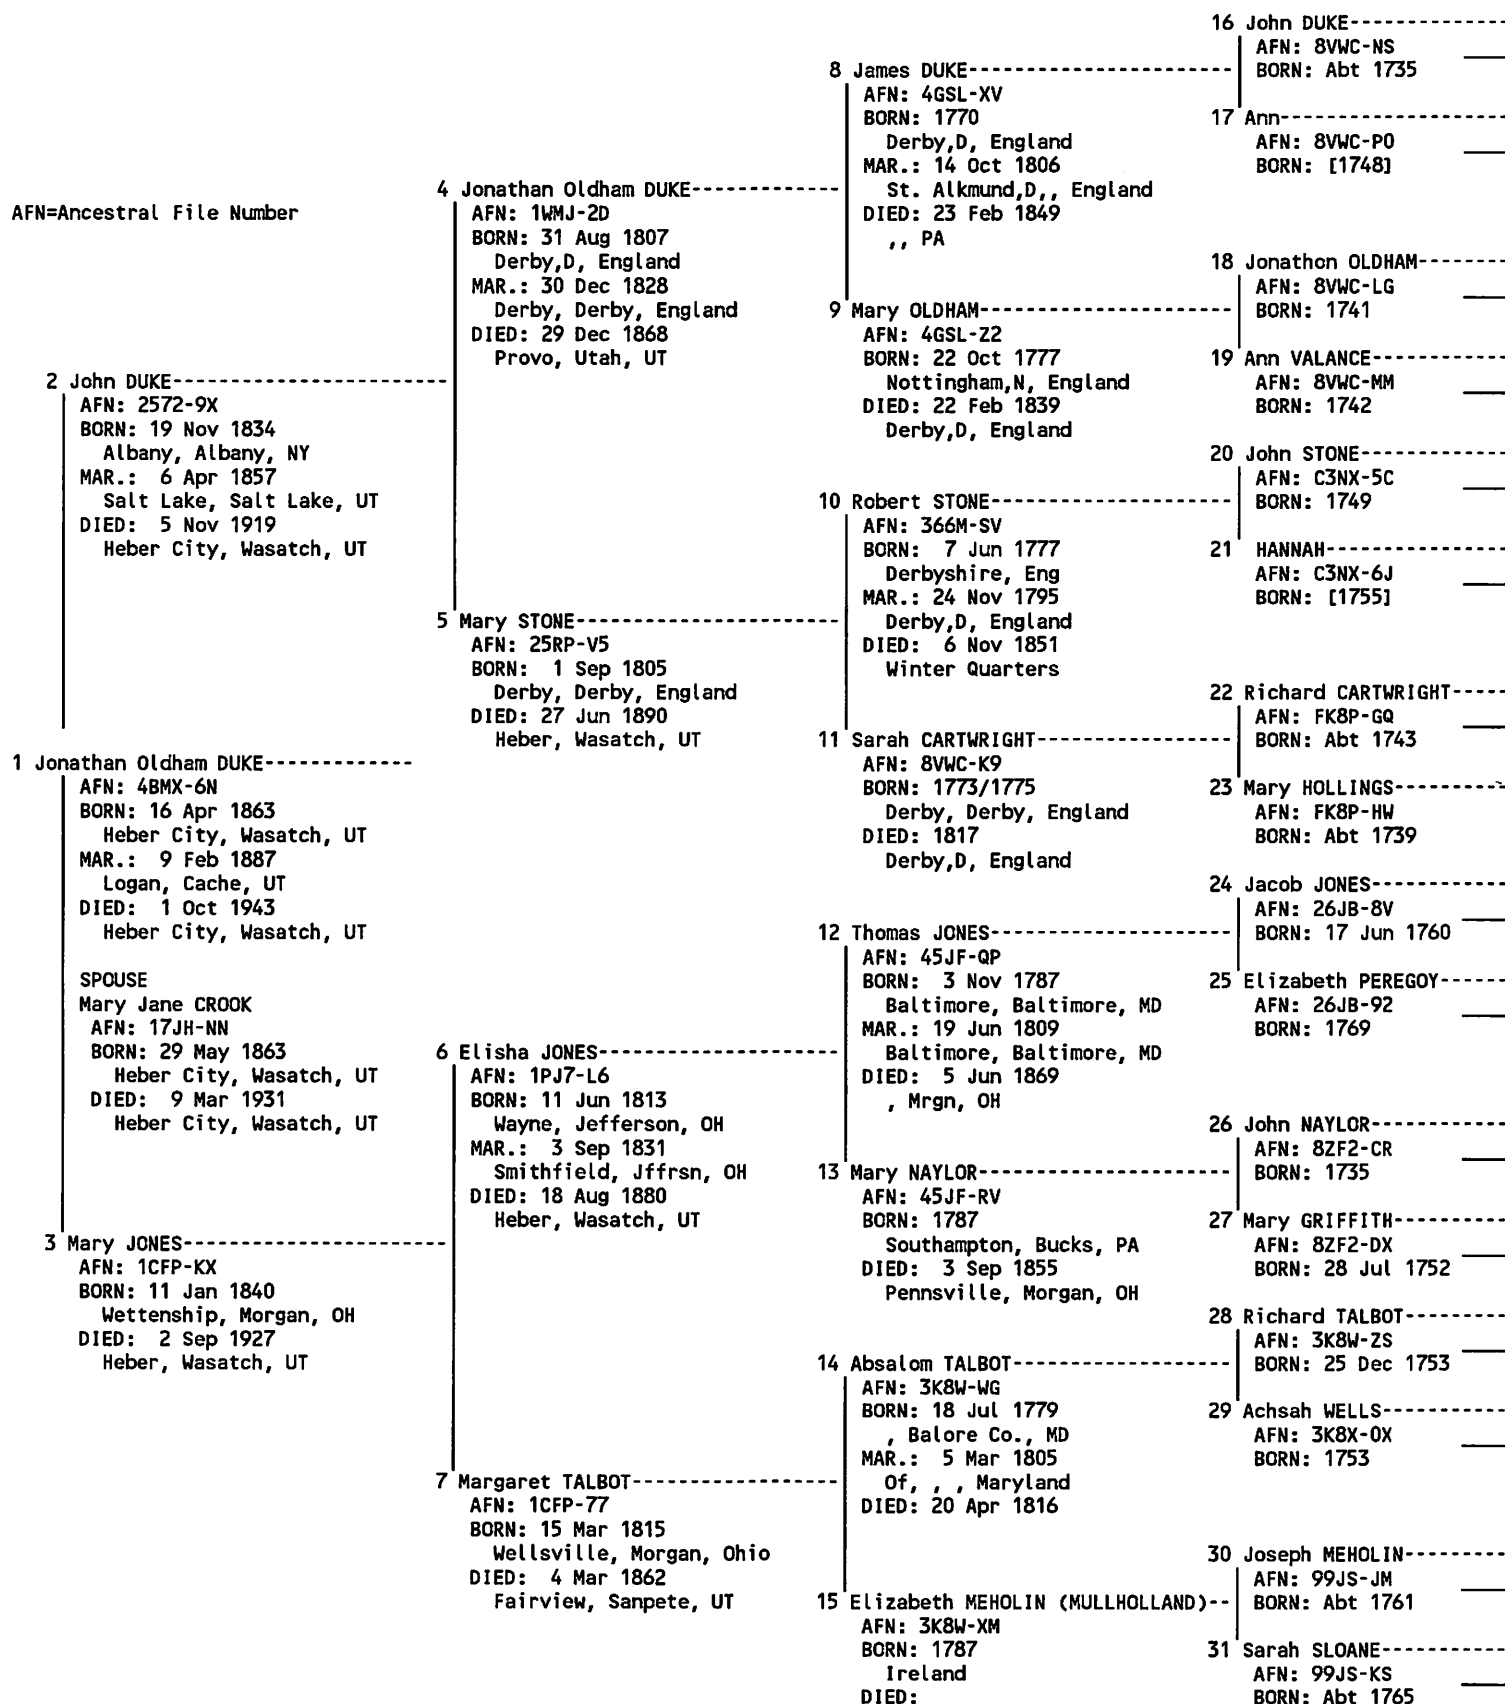 AFN=Ancestral File Number
1 Jonathan Oldham DUKE
AFN: 4BMX-6N
BORN: 16 Apr 1863
Heber City, Wasatch, UT
MAR.: 9 Feb 1887
Logan, Cache, UT
DIED: 1 Oct 1943
Heber City, Wasatch, UT
SPOUSE
Mary Jane CROOK
AFN: 17JH-NN
BORN: 29 May 1863
Heber City, Wasatch, UT
DIED: 9 Mar 1931
Heber City, Wasatch, UT
2 John DUKE
AFN: 2572-9X
BORN: 19 Nov 1834
Albany, Albany, NY
MAR.: 6 Apr 1857
Salt Lake, Salt Lake, UT
DIED: 5 Nov 1919
Heber City, Wasatch, UT
3 Mary JONES
AFN: 1CFP-KX
BORN: 11 Jan 1840
Wettenship, Morgan, OH
DIED: 2 Sep 1927
Heber, Wasatch, UT
4 Jonathan Oldham DUKE
AFN: 1WMJ-2D
BORN: 31 Aug 1807
Derby,D, England
MAR.: 30 Dec 1828
Derby, Derby, England
DIED: 29 Dec 1868
Provo, Utah, UT
5 Mary STONE
AFN: 25RP-V5
BORN: 1 Sep 1805
Derby, Derby, England
DIED: 27 Jun 1890
Heber, Wasatch, UT
6 Elisha JONES
AFN: 1PJ7-L6
BORN: 11 Jun 1813
Wayne, Jefferson, OH
MAR.: 3 Sep 1831
Smithfield, Jffrsn, OH
DIED: 18 Aug 1880
Heber, Wasatch, UT
7 Margaret TALBOT
AFN: 1CFP-77
BORN: 15 Mar 1815
Wellsville, Morgan, Ohio
DIED: 4 Mar 1862
Fairview, Sanpete, UT
8 James DUKE
AFN: 4GSL-XV
BORN: 1770
Derby,D, England
MAR.: 14 Oct 1806
St. Alkmund,D,, England
DIED: 23 Feb 1849
,, PA
9 Mary OLDHAM
AFN: 4GSL-Z2
BORN: 22 Oct 1777
Nottingham,N, England
DIED: 22 Feb 1839
Derby,D, England
10 Robert STONE
AFN: 366M-SV
BORN: 7 Jun 1777
Derbyshire, Eng
MAR.: 24 Nov 1795
Derby,D, England
DIED: 6 Nov 1851
Winter Quarters
11 Sarah CARTWRIGHT
AFN: 8VWC-K9
BORN: 1773/1775
Derby, Derby, England
DIED: 1817
Derby,D, England
12 Thomas JONES
AFN: 45JF-QP
BORN: 3 Nov 1787
Baltimore, Baltimore, MD
MAR.: 19 Jun 1809
Baltimore, Baltimore, MD
DIED: 5 Jun 1869
, Mrgn, OH
13 Mary NAYLOR
AFN: 45JF-RV
BORN: 1787
Southampton, Bucks, PA
DIED: 3 Sep 1855
Pennsville, Morgan, OH
14 Absalom TALBOT
AFN: 3K8W-WG
BORN: 18 Jul 1779
, Balore Co., MD
MAR.: 5 Mar 1805
Of, , , Maryland
DIED: 20 Apr 1816
15 Elizabeth MEHOLIN (MULLHOLLAND)
AFN: 3K8W-XM
BORN: 1787
Ireland
DIED:
16 John DUKE
AFN: 8VWC-NS
BORN: Abt 1735
17 Ann
AFN: 8VWC-P0
BORN: [1748]
18 Jonathon OLDHAM
AFN: 8VWC-LG
BORN: 1741
19 Ann VALANCE
AFN: 8VWC-MM
BORN: 1742
20 John STONE
AFN: C3NX-5C
BORN: 1749
21 HANNAH
AFN: C3NX-6J
BORN: [1755]
22 Richard CARTWRIGHT
AFN: FK8P-GQ
BORN: Abt 1743
23 Mary HOLLINGS
AFN: FK8P-HW
BORN: Abt 1739
24 Jacob JONES
AFN: 26JB-8V
BORN: 17 Jun 1760
25 Elizabeth PEREGOY
AFN: 26JB-92
BORN: 1769
26 John NAYLOR
AFN: 8ZF2-CR
BORN: 1735
27 Mary GRIFFITH
AFN: 8ZF2-DX
BORN: 28 Jul 1752
28 Richard TALBOT
AFN: 3K8W-ZS
BORN: 25 Dec 1753
29 Achsah WELLS
AFN: 3K8X-0X
BORN: 1753
30 Joseph MEHOLIN
AFN: 99JS-JM
BORN: Abt 1761
31 Sarah SLOANE
AFN: 99JS-KS
BORN: Abt 1765